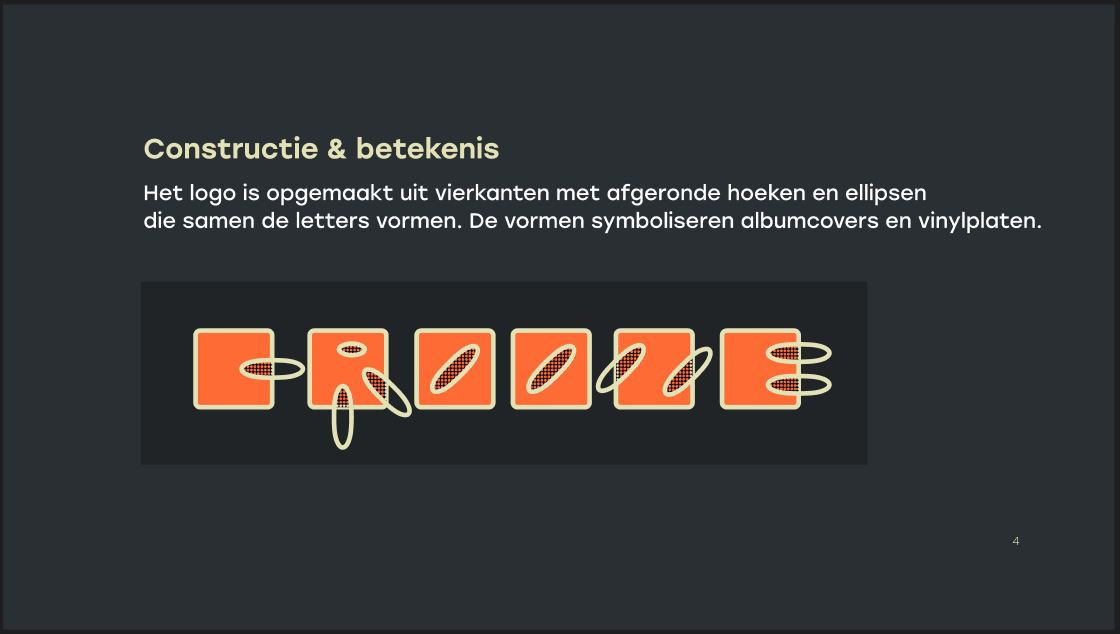 Constructie & betekenis
Het logo is opgemaakt uit vierkanten met afgeronde hoeken en ellipsen
die samen de letters vormen. De vormen symboliseren albumcovers en vinylplaten.
CROOZE
4